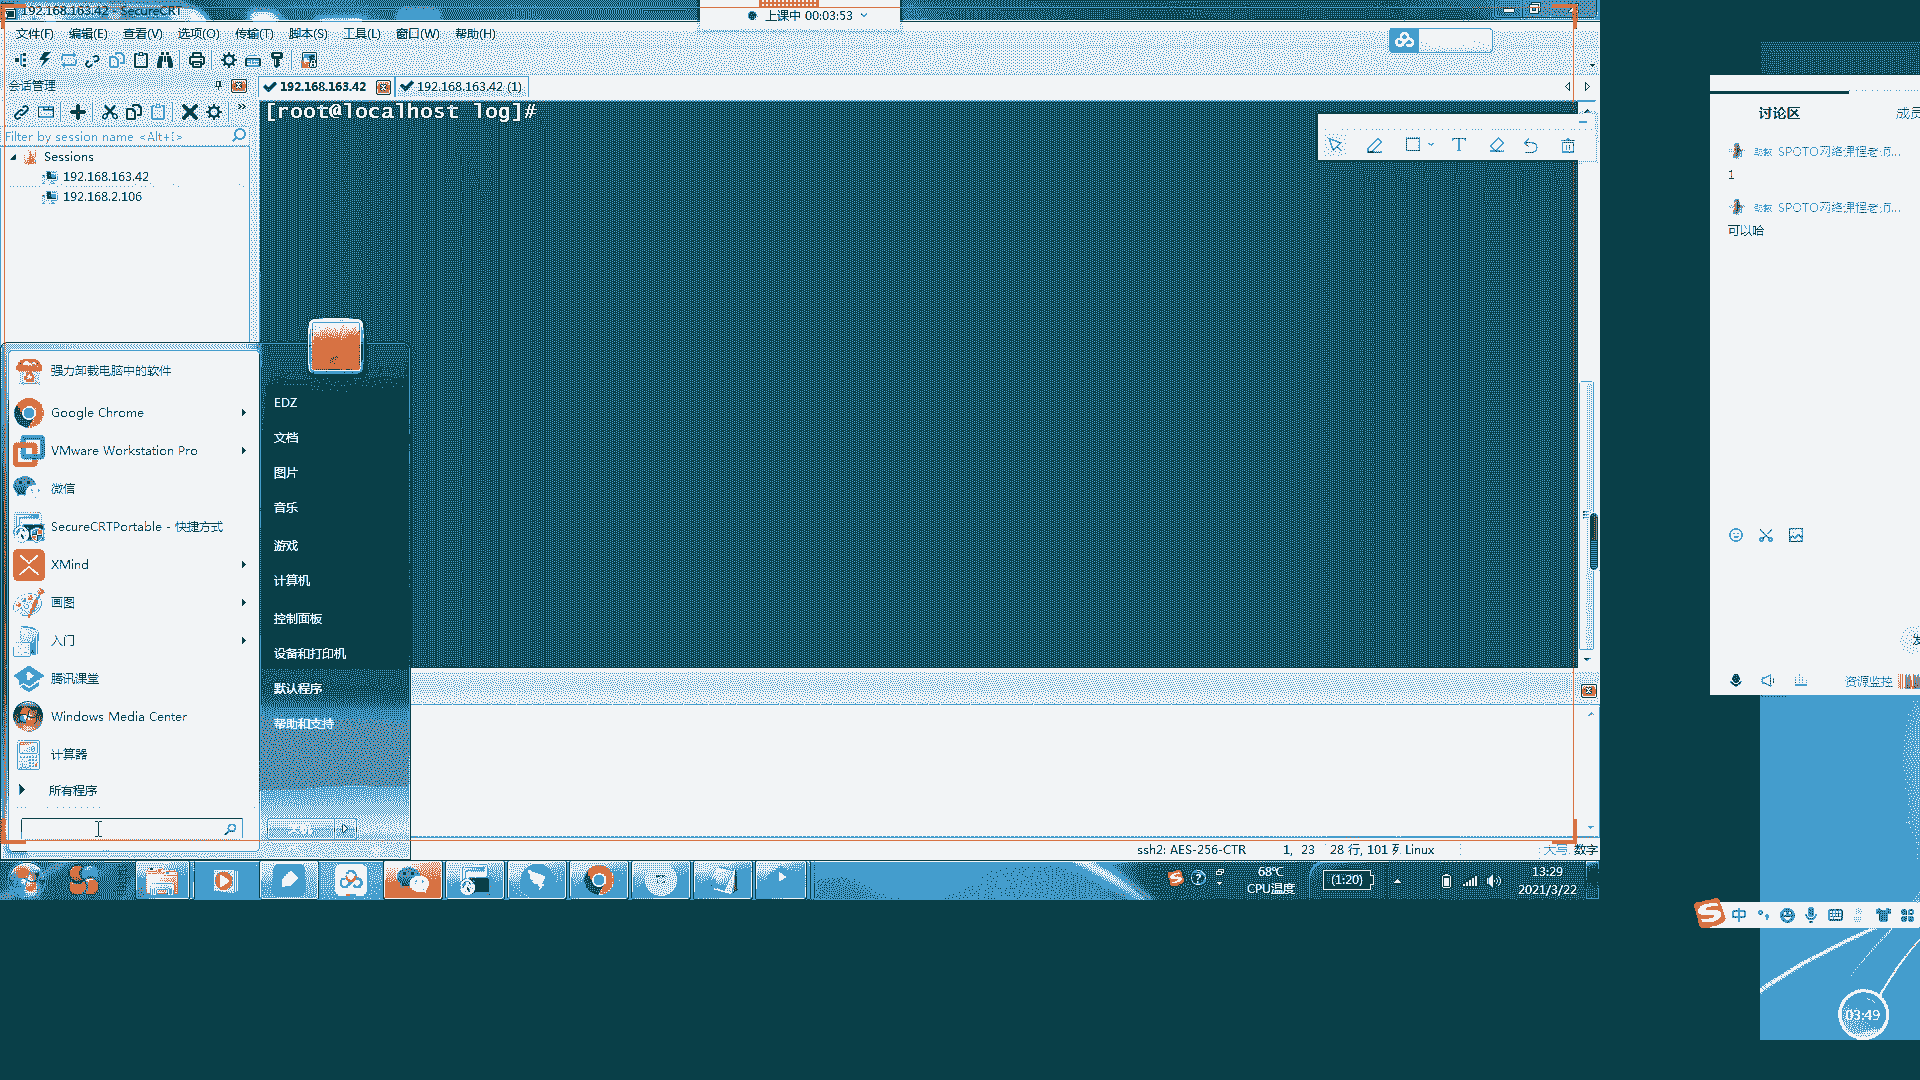 192.168.163.42 - SecureCRT
上课中 00:03:53
文件(F) 编辑(E) 查看(V) 选项(O) 传输(T) 脚本(S) 工具(L) 窗口(W) 帮助(H)
会话管理
192.168.163.42
192.168.163.42 (1)
Filter by session name <Alt+I>
[root@localhost log]#
Sessions
192.168.163.42
192.168.2.106
讨论区
成员
助教 SPOTO网络课程老师...
1
助教 SPOTO网络课程老师...
可以哈
强力卸载电脑中的软件
Google Chrome
VMware Workstation Pro
微信
SecureCRTPortable - 快捷方式
XMind
画图
入门
腾讯课堂
Windows Media Center
计算器
所有程序
EDZ
文档
图片
音乐
游戏
计算机
控制面板
设备和打印机
默认程序
帮助和支持
关机
资源监控
ssh2: AES-256-CTR 1, 23 28 行, 101 列 Linux 大写 数字
68℃
CPU温度
(1:20)
13:29
2021/3/22
中
03:49